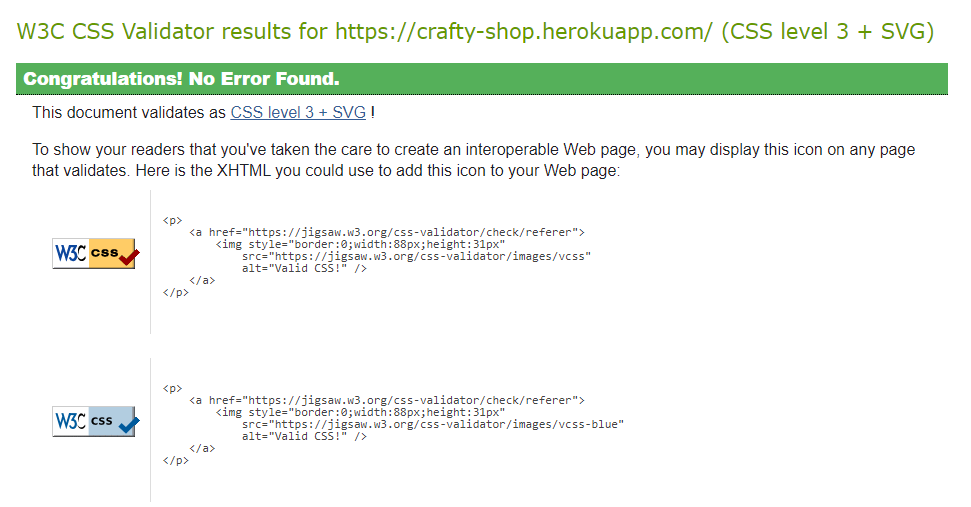 W3C CSS Validator results for https://crafty-shop.herokuapp.com/ (CSS level 3 + SVG)
Congratulations! No Error Found.
This document validates as CSS level 3 + SVG !
To show your readers that you've taken the care to create an interoperable Web page, you may display this icon on any page
that validates. Here is the XHTML you could use to add this icon to your Web page:
W3C css
<p>
<a href="https://jigsaw.w3.org/css-validator/check/referer">
<img style="border:0;width:88px;height:31px"
src="https://jigsaw.w3.org/css-validator/images/vcss"
alt="Valid CSS!" />
</a>
</p>
W3C css
<p>
<a href="https://jigsaw.w3.org/css-validator/check/referer">
<img style="border:0;width:88px;height:31px"
src="https://jigsaw.w3.org/css-validator/images/vcss-blue"
alt="Valid CSS!" />
</a>
</p>